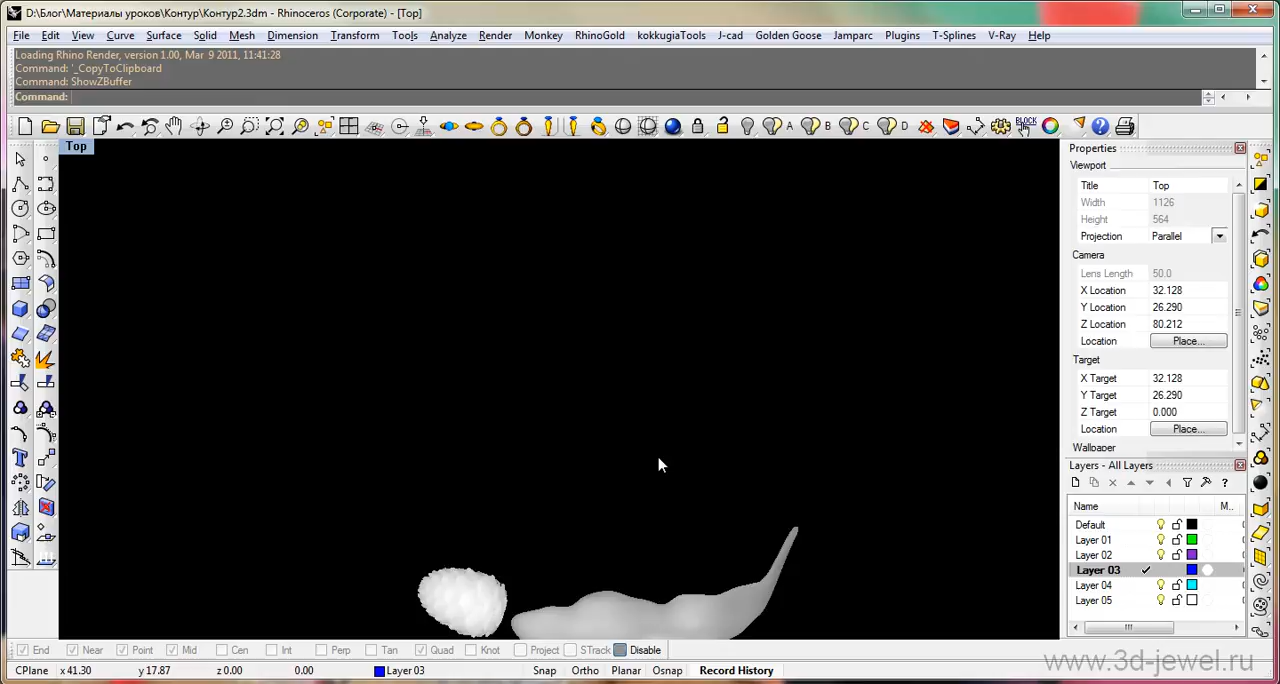 D:\Блог\Материалы уроков\Контур\Контур2.3dm - Rhinoceros (Corporate) - [Top]
File Edit View Curve Surface Solid Mesh Dimension Transform Tools Analyze Render Monkey RhinoGold kokkugiaTools J-cad Golden Goose Jamparc Plugins T-Splines V-Ray Help
Loading Rhino Render, version 1.00, Mar 9 2011, 11:41:28
Command: '_CopyToClipboard
Command: ShowZBuffer
Command:
A B C D BLOCK
Top
Properties
Viewport
Title Top
Width 1126
Height 564
Projection Parallel
Camera
Lens Length 50.0
X Location 32.128
Y Location 26.290
Z Location 80.212
Location Place...
Target
X Target 32.128
Y Target 26.290
Z Target 0.000
Location Place...
Wallpaper
Layers - All Layers
Name M..
Default
Layer 01
Layer 02
Layer 03
Layer 04
Layer 05
End Near Point Mid Cen Int Perp Tan Quad Knot Project STrack Disable
CPlane x 41.30 y 17.87 z 0.00 0.00 Layer 03 Snap Ortho Planar Osnap Record History
www.3d-jewel.ru